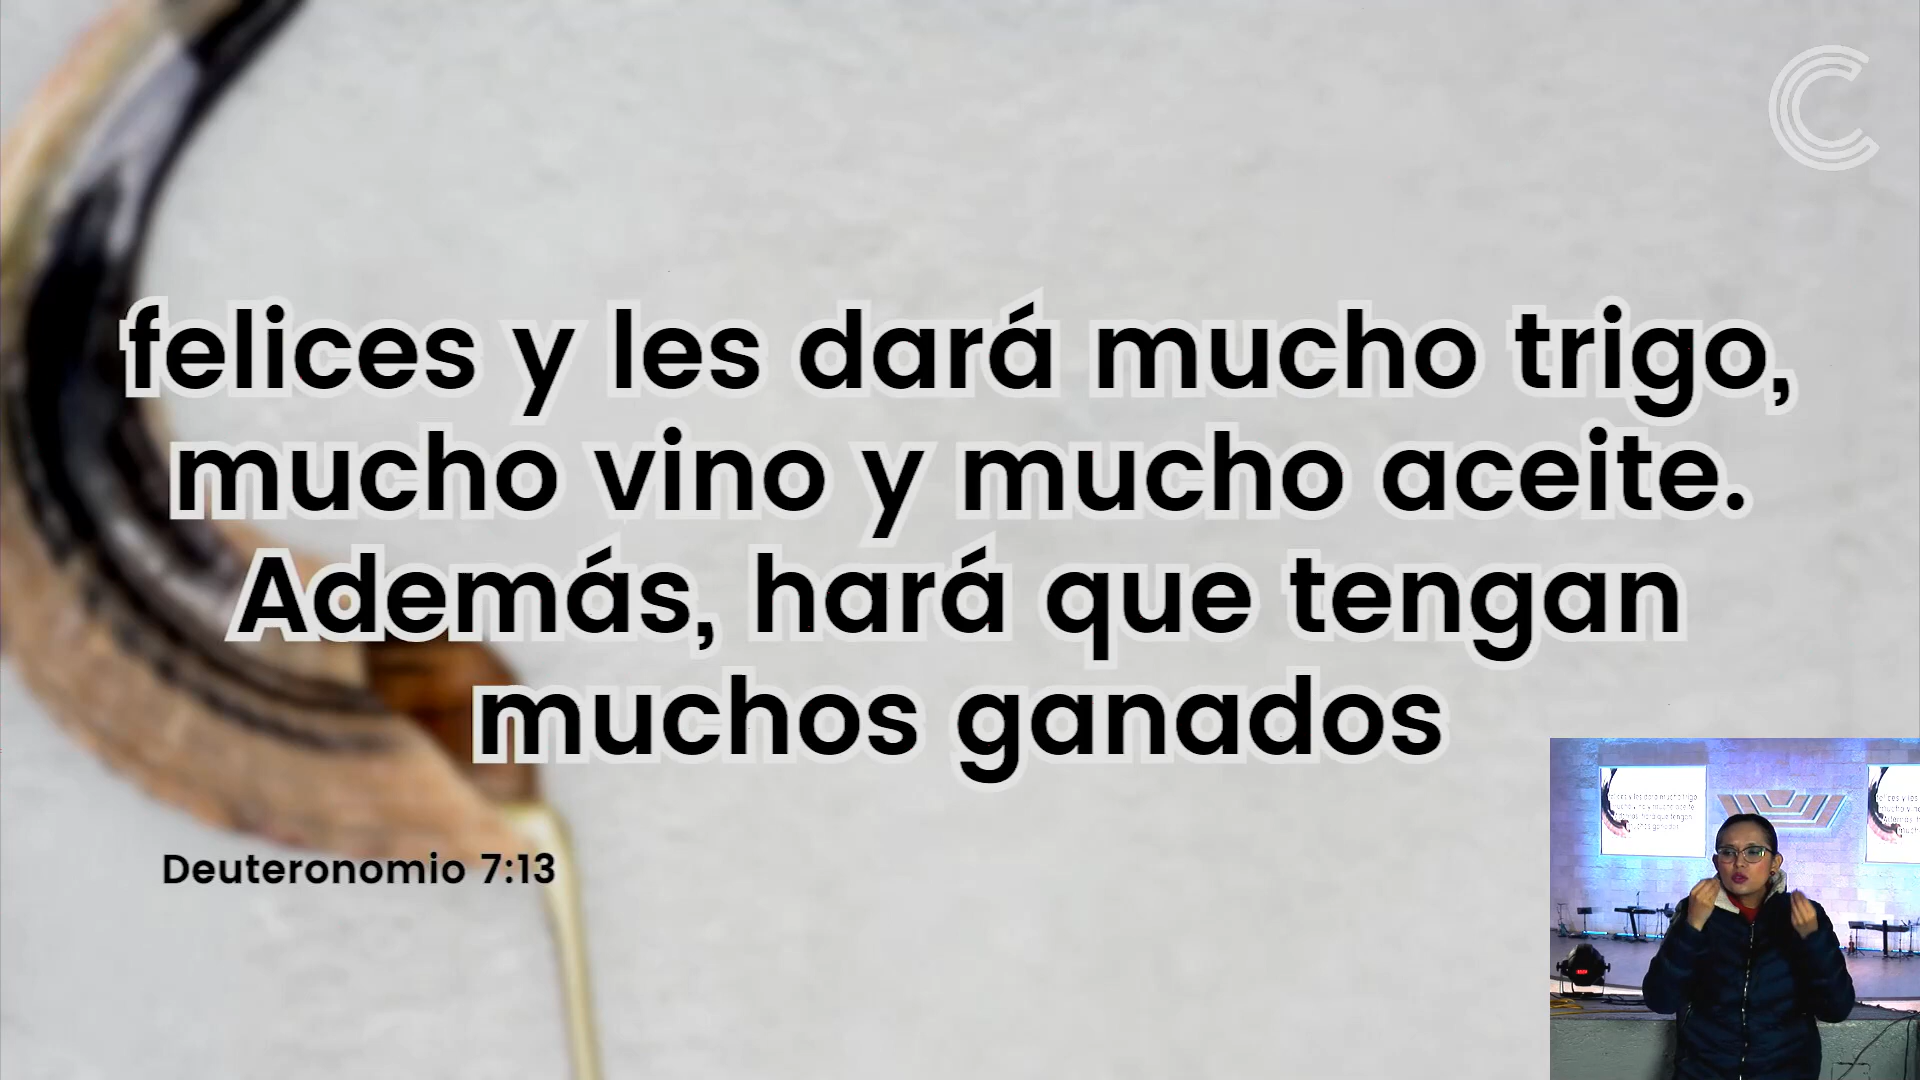 felices y les dará mucho trigo,
mucho vino y mucho aceite.
Además, hará que tengan
muchos ganados
Deuteronomio 7:13